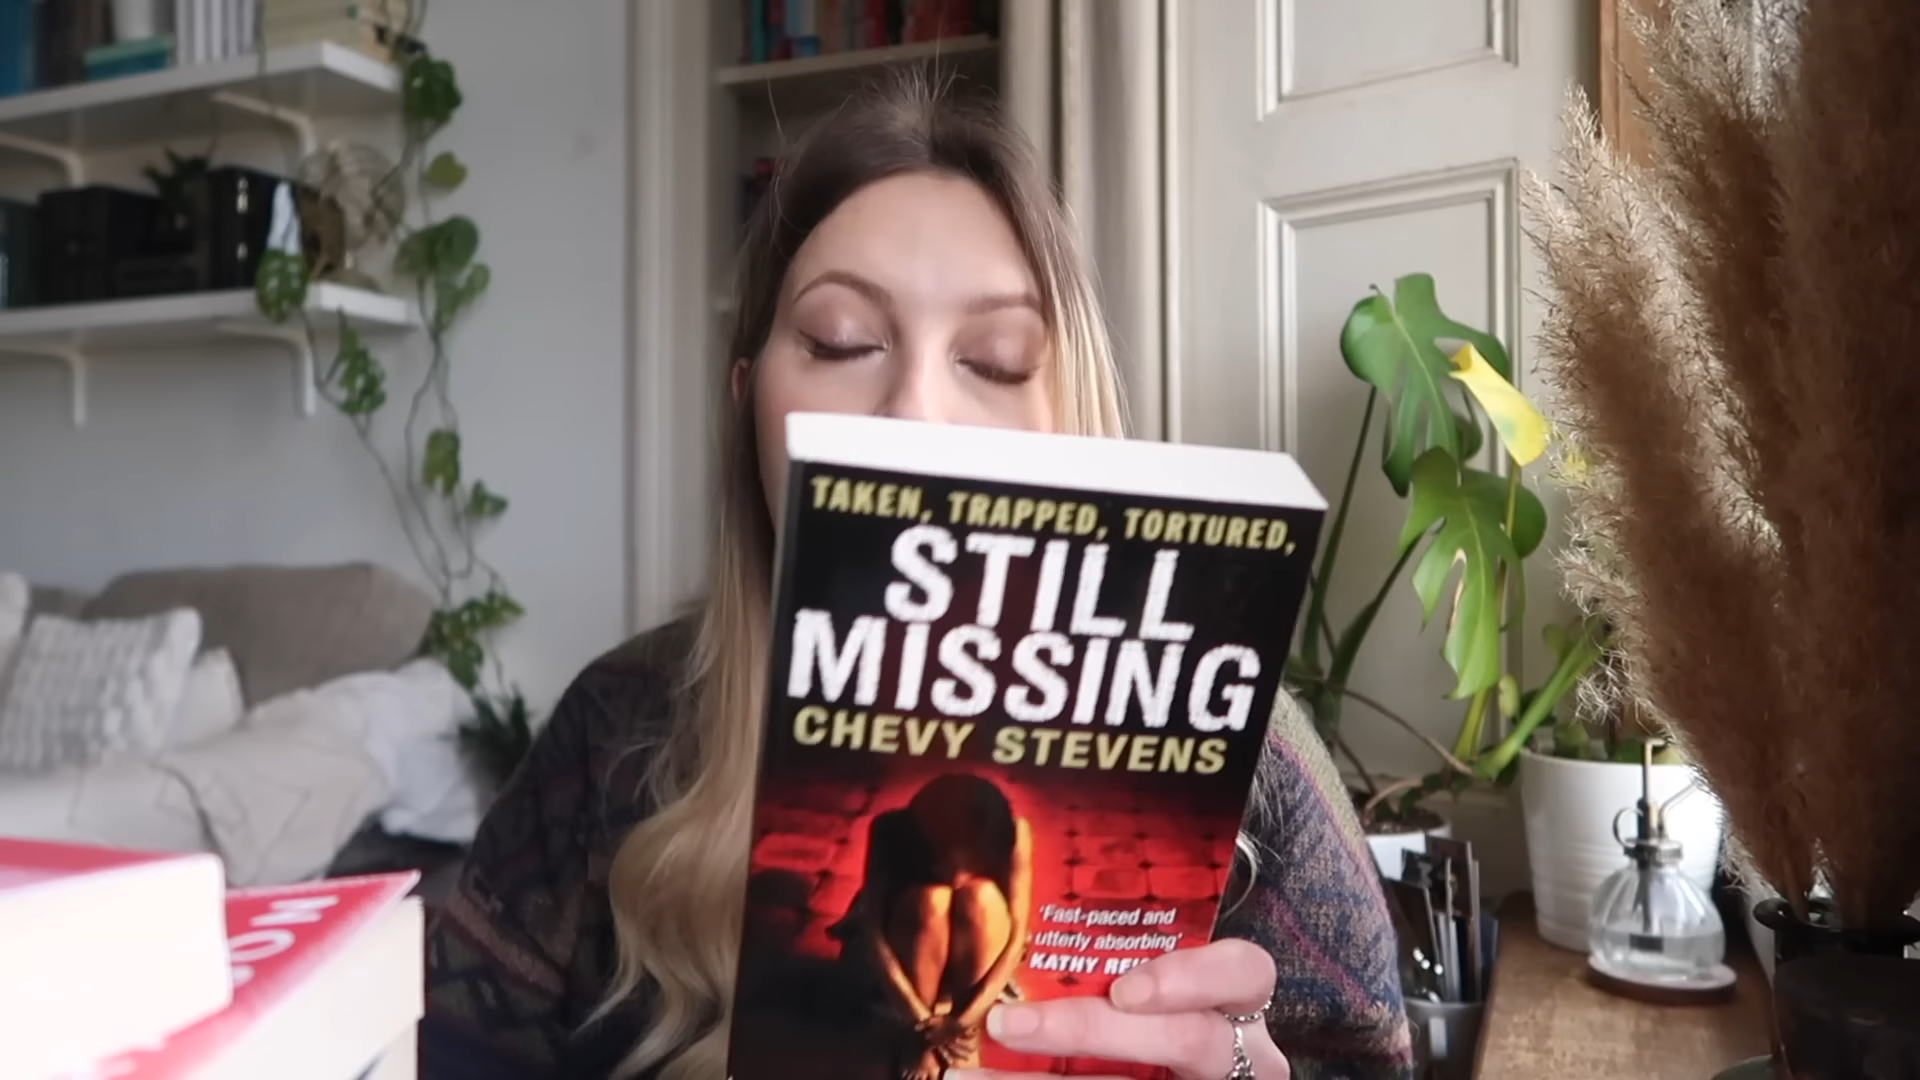 TAKEN, TRAPPED, TORTURED,
STILL
MISSING
CHEVY STEVENS
'Fast-paced and
utterly absorbing'
KATHY